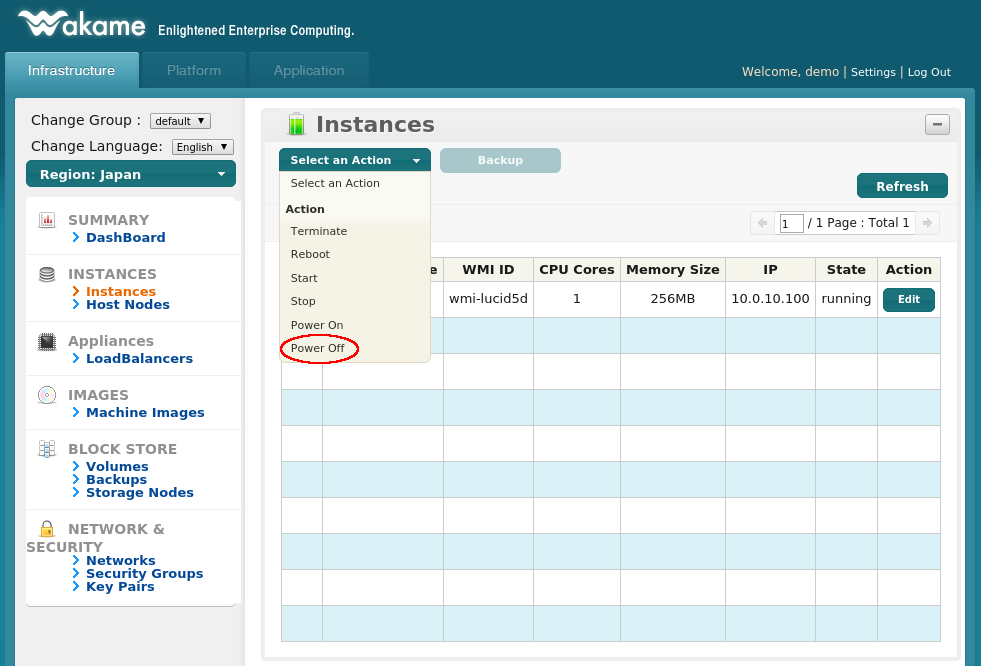 Wakame Enlightened Enterprise Computing.
Infrastructure Platform Application
Welcome, demo | Settings | Log Out
Change Group : default
Change Language: English
Region: Japan
SUMMARY
DashBoard
INSTANCES
Instances
Host Nodes
Appliances
LoadBalancers
IMAGES
Machine Images
BLOCK STORE
Volumes
Backups
Storage Nodes
NETWORK &
SECURITY
Networks
Security Groups
Key Pairs
Instances
Select an Action Backup
Refresh
Select an Action
Action
Terminate
Reboot
Start
Stop
Power On
Power Off
1 / 1 Page : Total 1
WMI ID CPU Cores Memory Size IP State Action
wmi-lucid5d 1 256MB 10.0.10.100 running Edit